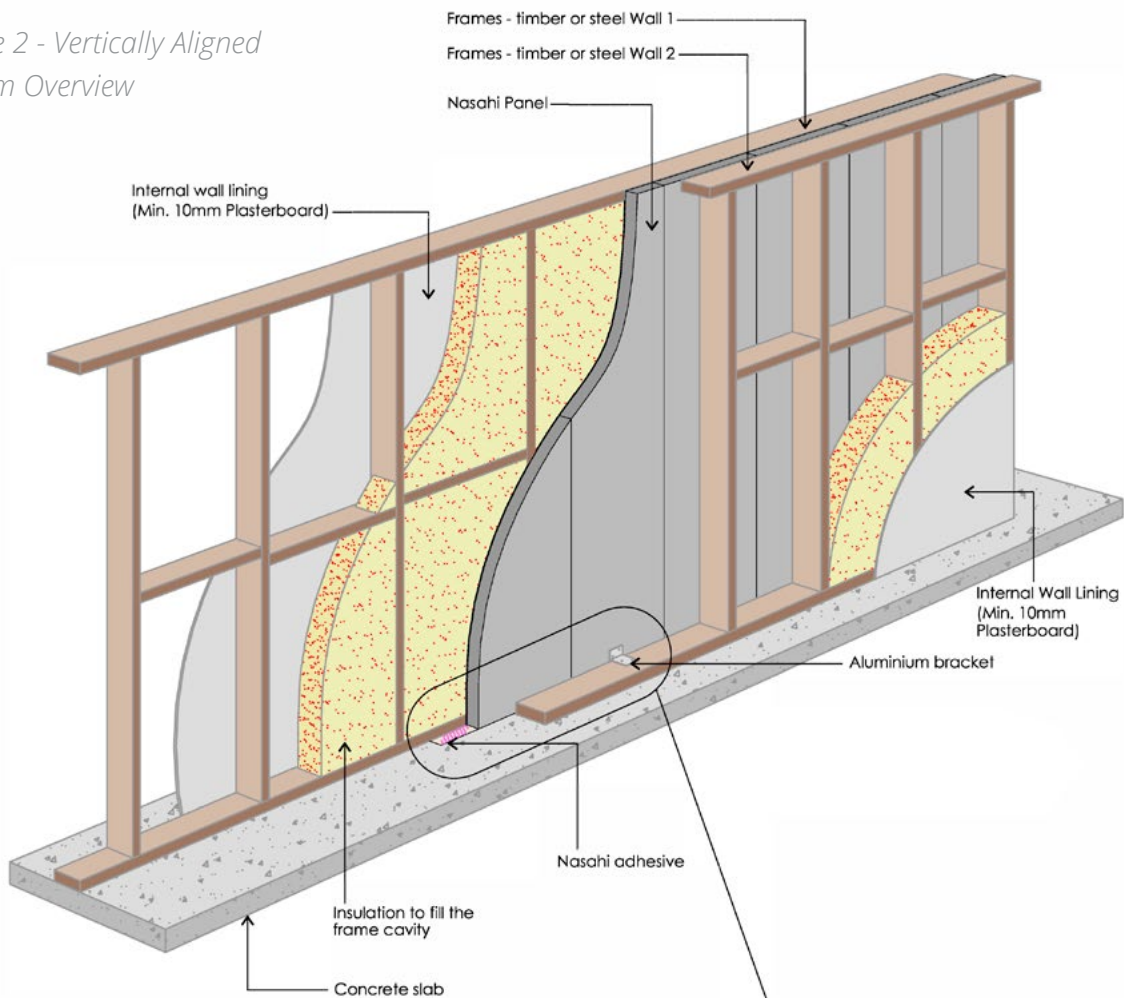 e 2 - Vertically Aligned
m Overview
Frames - timber or steel Wall 1
Frames - timber or steel Wall 2
Nasahi Panel
Internal wall lining
(Min. 10mm Plasterboard)
Internal Wall Lining
(Min. 10mm
Plasterboard)
Aluminium bracket
Nasahi adhesive
Insulation to fill the
frame cavity
Concrete slab